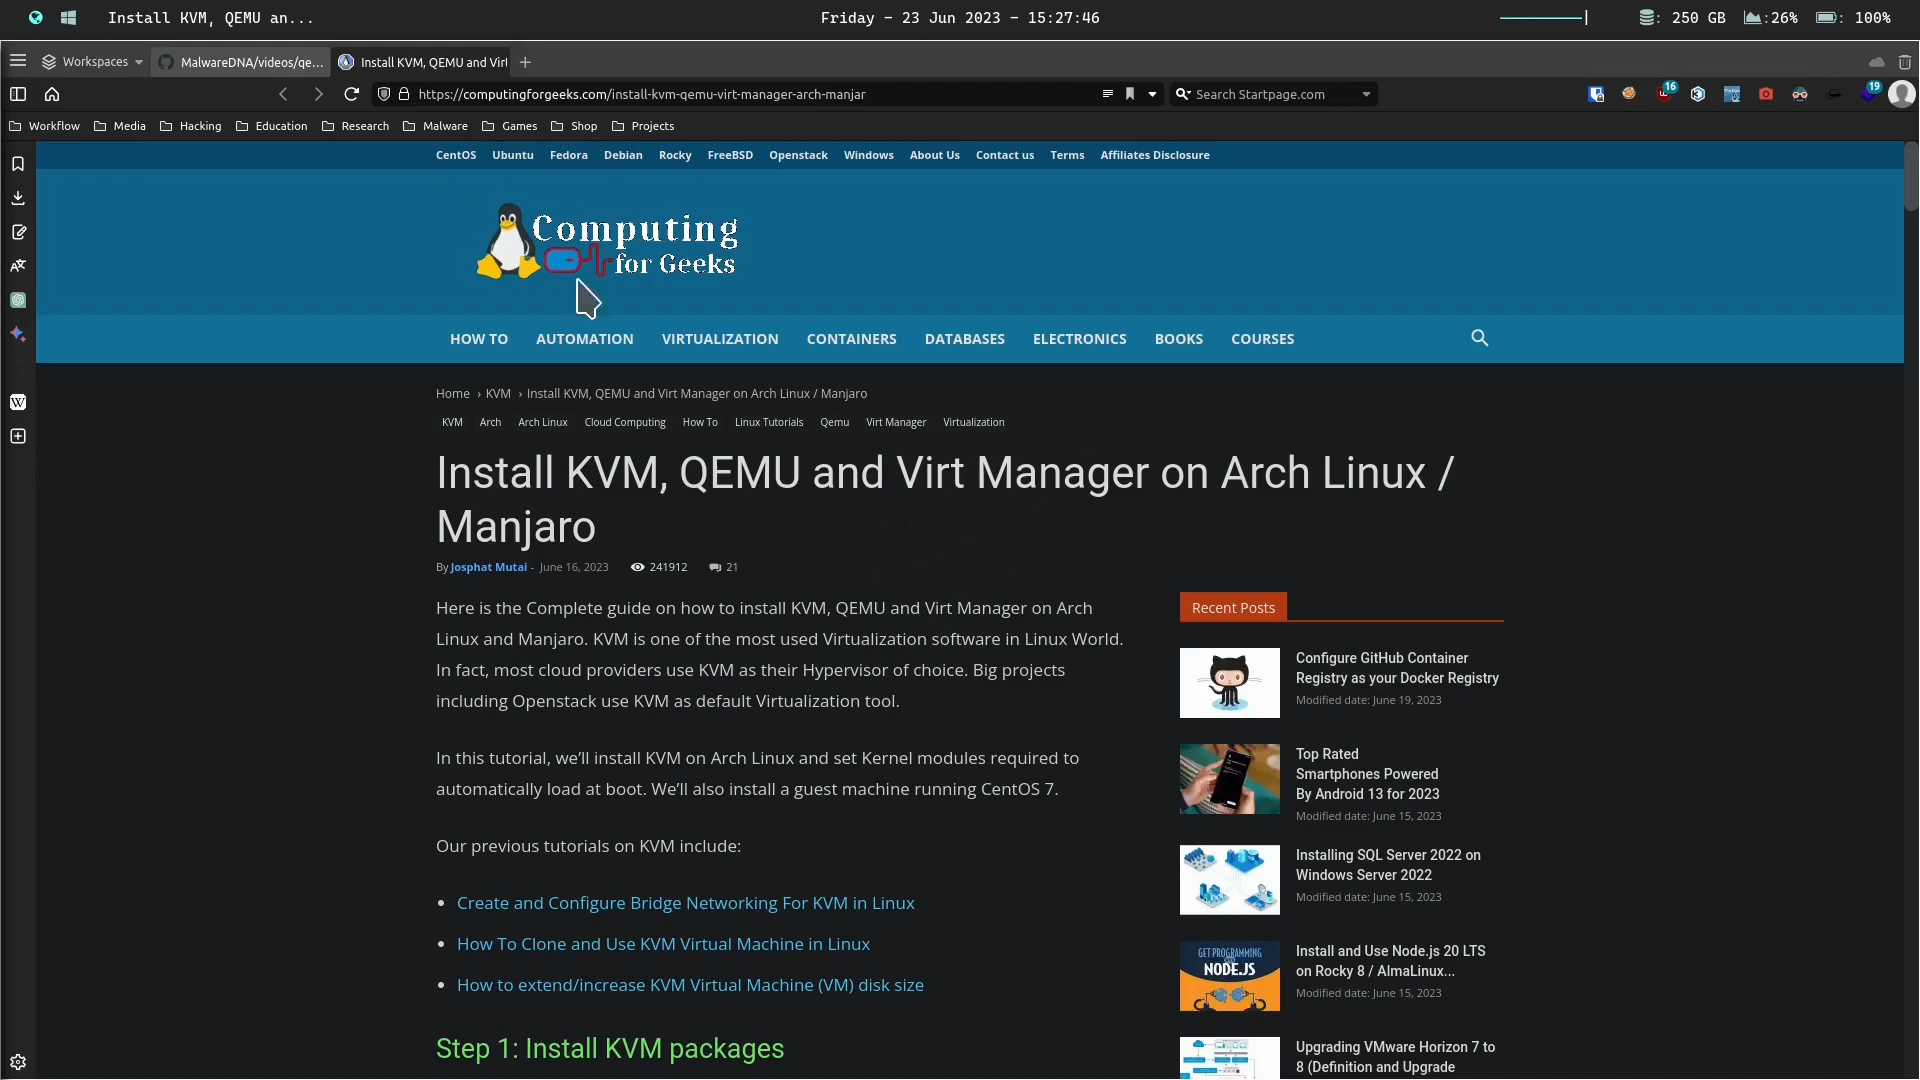 Install KVM, QEMU an...
Friday - 23 Jun 2023 - 15:27:46
250 GB
26%
100%
Workspaces
MalwareDNA/videos/qe...
Install KVM, QEMU and Virt
https://computingforgeeks.com/install-kvm-qemu-virt-manager-arch-manjar
Search Startpage.com
16
19
Workflow
Media
Hacking
Education
Research
Malware
Games
Shop
Projects
CentOS
Ubuntu
Fedora
Debian
Rocky
FreeBSD
Openstack
Windows
About Us
Contact us
Terms
Affiliates Disclosure
Computing
for Geeks
HOW TO
AUTOMATION
VIRTUALIZATION
CONTAINERS
DATABASES
ELECTRONICS
BOOKS
COURSES
W
Home › KVM › Install KVM, QEMU and Virt Manager on Arch Linux / Manjaro
KVM
Arch
Arch Linux
Cloud Computing
How To
Linux Tutorials
Qemu
Virt Manager
Virtualization
Install KVM, QEMU and Virt Manager on Arch Linux /
Manjaro
By Josphat Mutai - June 16, 2023
241912
21
Here is the Complete guide on how to install KVM, QEMU and Virt Manager on Arch
Linux and Manjaro. KVM is one of the most used Virtualization software in Linux World.
In fact, most cloud providers use KVM as their Hypervisor of choice. Big projects
including Openstack use KVM as default Virtualization tool.
In this tutorial, we’ll install KVM on Arch Linux and set Kernel modules required to
automatically load at boot. We’ll also install a guest machine running CentOS 7.
Our previous tutorials on KVM include:
• Create and Configure Bridge Networking For KVM in Linux
• How To Clone and Use KVM Virtual Machine in Linux
• How to extend/increase KVM Virtual Machine (VM) disk size
Step 1: Install KVM packages
Recent Posts
Configure GitHub Container
Registry as your Docker Registry
Modified date: June 19, 2023
Top Rated
Smartphones Powered
By Android 13 for 2023
Modified date: June 15, 2023
Installing SQL Server 2022 on
Windows Server 2022
Modified date: June 15, 2023
GET PROGRAMMING
NODE.JS
Install and Use Node.js 20 LTS
on Rocky 8 / AlmaLinux...
Modified date: June 15, 2023
Upgrading VMware Horizon 7 to
8 (Definition and Upgrade